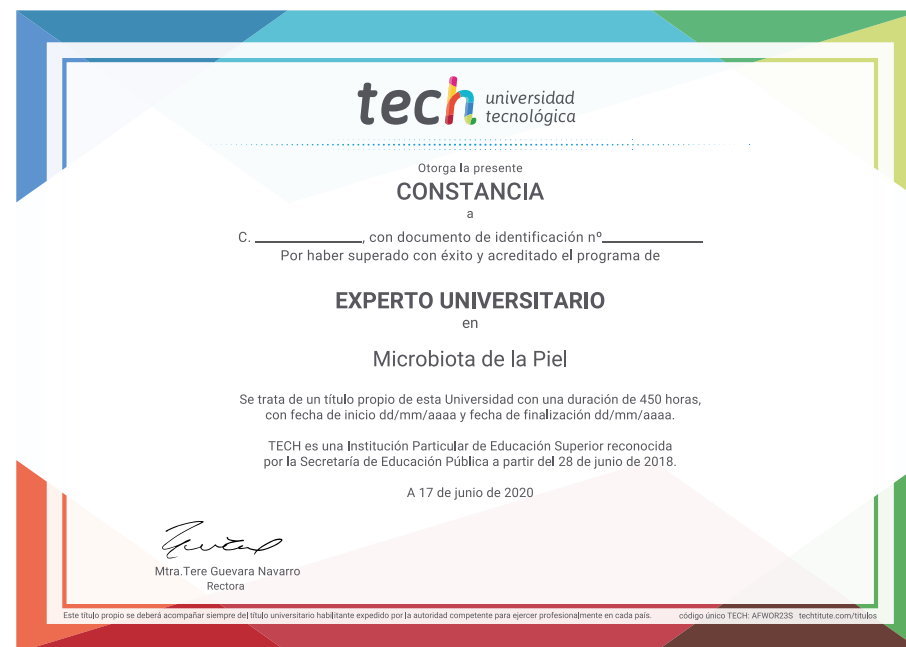 tech universidad
tecnológica
Otorga la presente
CONSTANCIA
a
C. ____________, con documento de identificación nº____________
Por haber superado con éxito y acreditado el programa de
EXPERTO UNIVERSITARIO
en
Microbiota de la Piel
Se trata de un título propio de esta Universidad con una duración de 450 horas,
con fecha de inicio dd/mm/aaaa y fecha de finalización dd/mm/aaaa.
TECH es una Institución Particular de Educación Superior reconocida
por la Secretaría de Educación Pública a partir del 28 de junio de 2018.
A 17 de junio de 2020
Mtra.Tere Guevara Navarro
Rectora
Este título propio se deberá acompañar siempre del título universitario habilitante expedido por la autoridad competente para ejercer profesionalmente en cada país. código único TECH: AFWOR23S techtitute.com/titulos